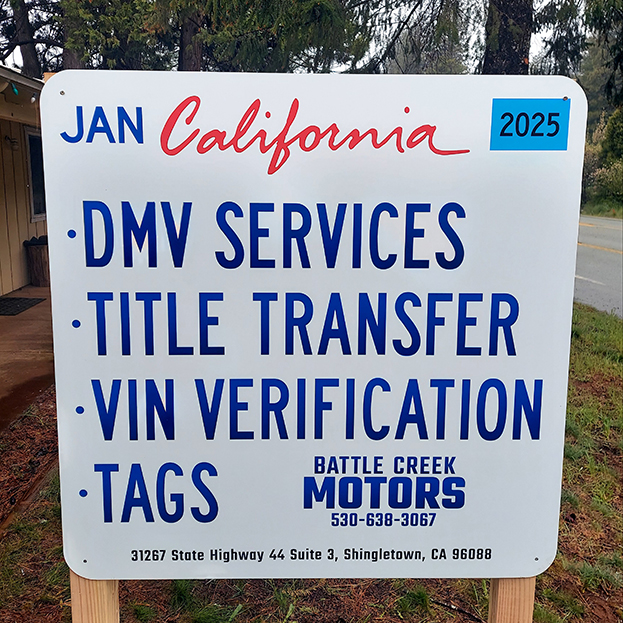 JAN California 2025
·DMV SERVICES
·TITLE TRANSFER
·VIN VERIFICATION
·TAGS
BATTLE CREEK
MOTORS
530-638-3067
31267 State Highway 44 Suite 3, Shingletown, CA 96088